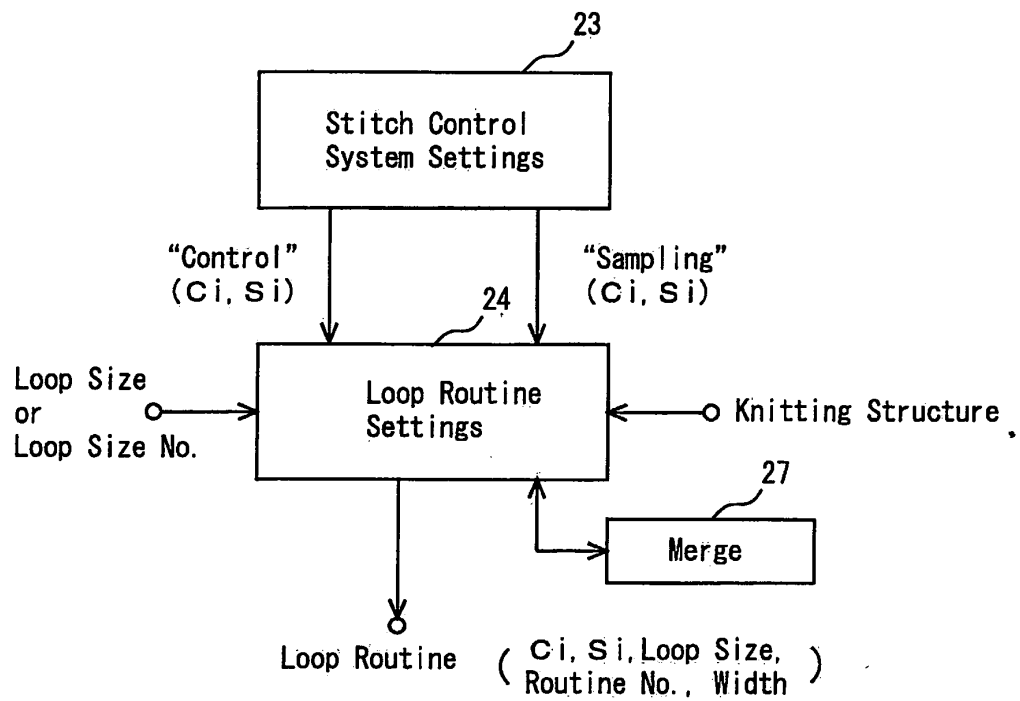 23
Stitch Control
System Settings
“Control”
(Ci, Si)
“Sampling”
(Ci, Si)
24
Loop Size
or
Loop Size No.
Loop Routine
Settings
Knitting Structure
27
Merge
Loop Routine
(Ci, Si, Loop Size,
Routine No., Width)